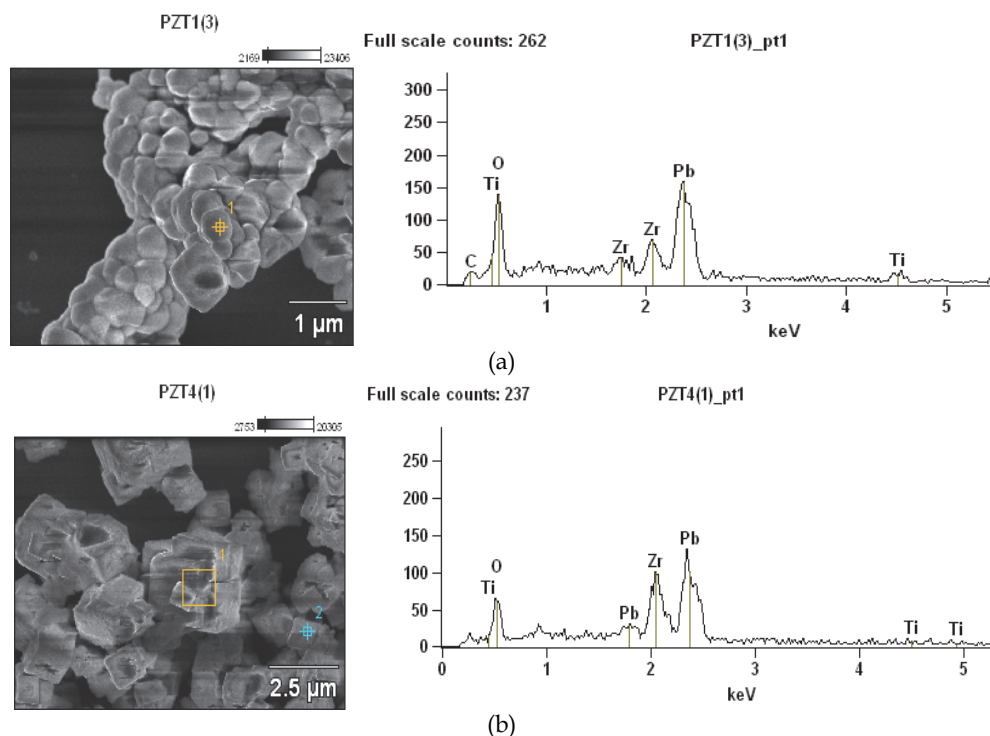 PZT1(3)
2169 23406
1
1 µm
Full scale counts: 262 PZT1(3)_pt1
300
250
200
150
100
50
0
O
Ti
C
Zr
Zr
Pb
Ti
1 2 3 4 5
keV
(a)
PZT4(1)
2753 20305
1
2
2.5 µm
Full scale counts: 237 PZT4(1)_pt1
250
200
150
100
50
0
O
Ti
Pb
Zr
Pb
Ti
Ti
0 1 2 3 4 5
keV
(b)